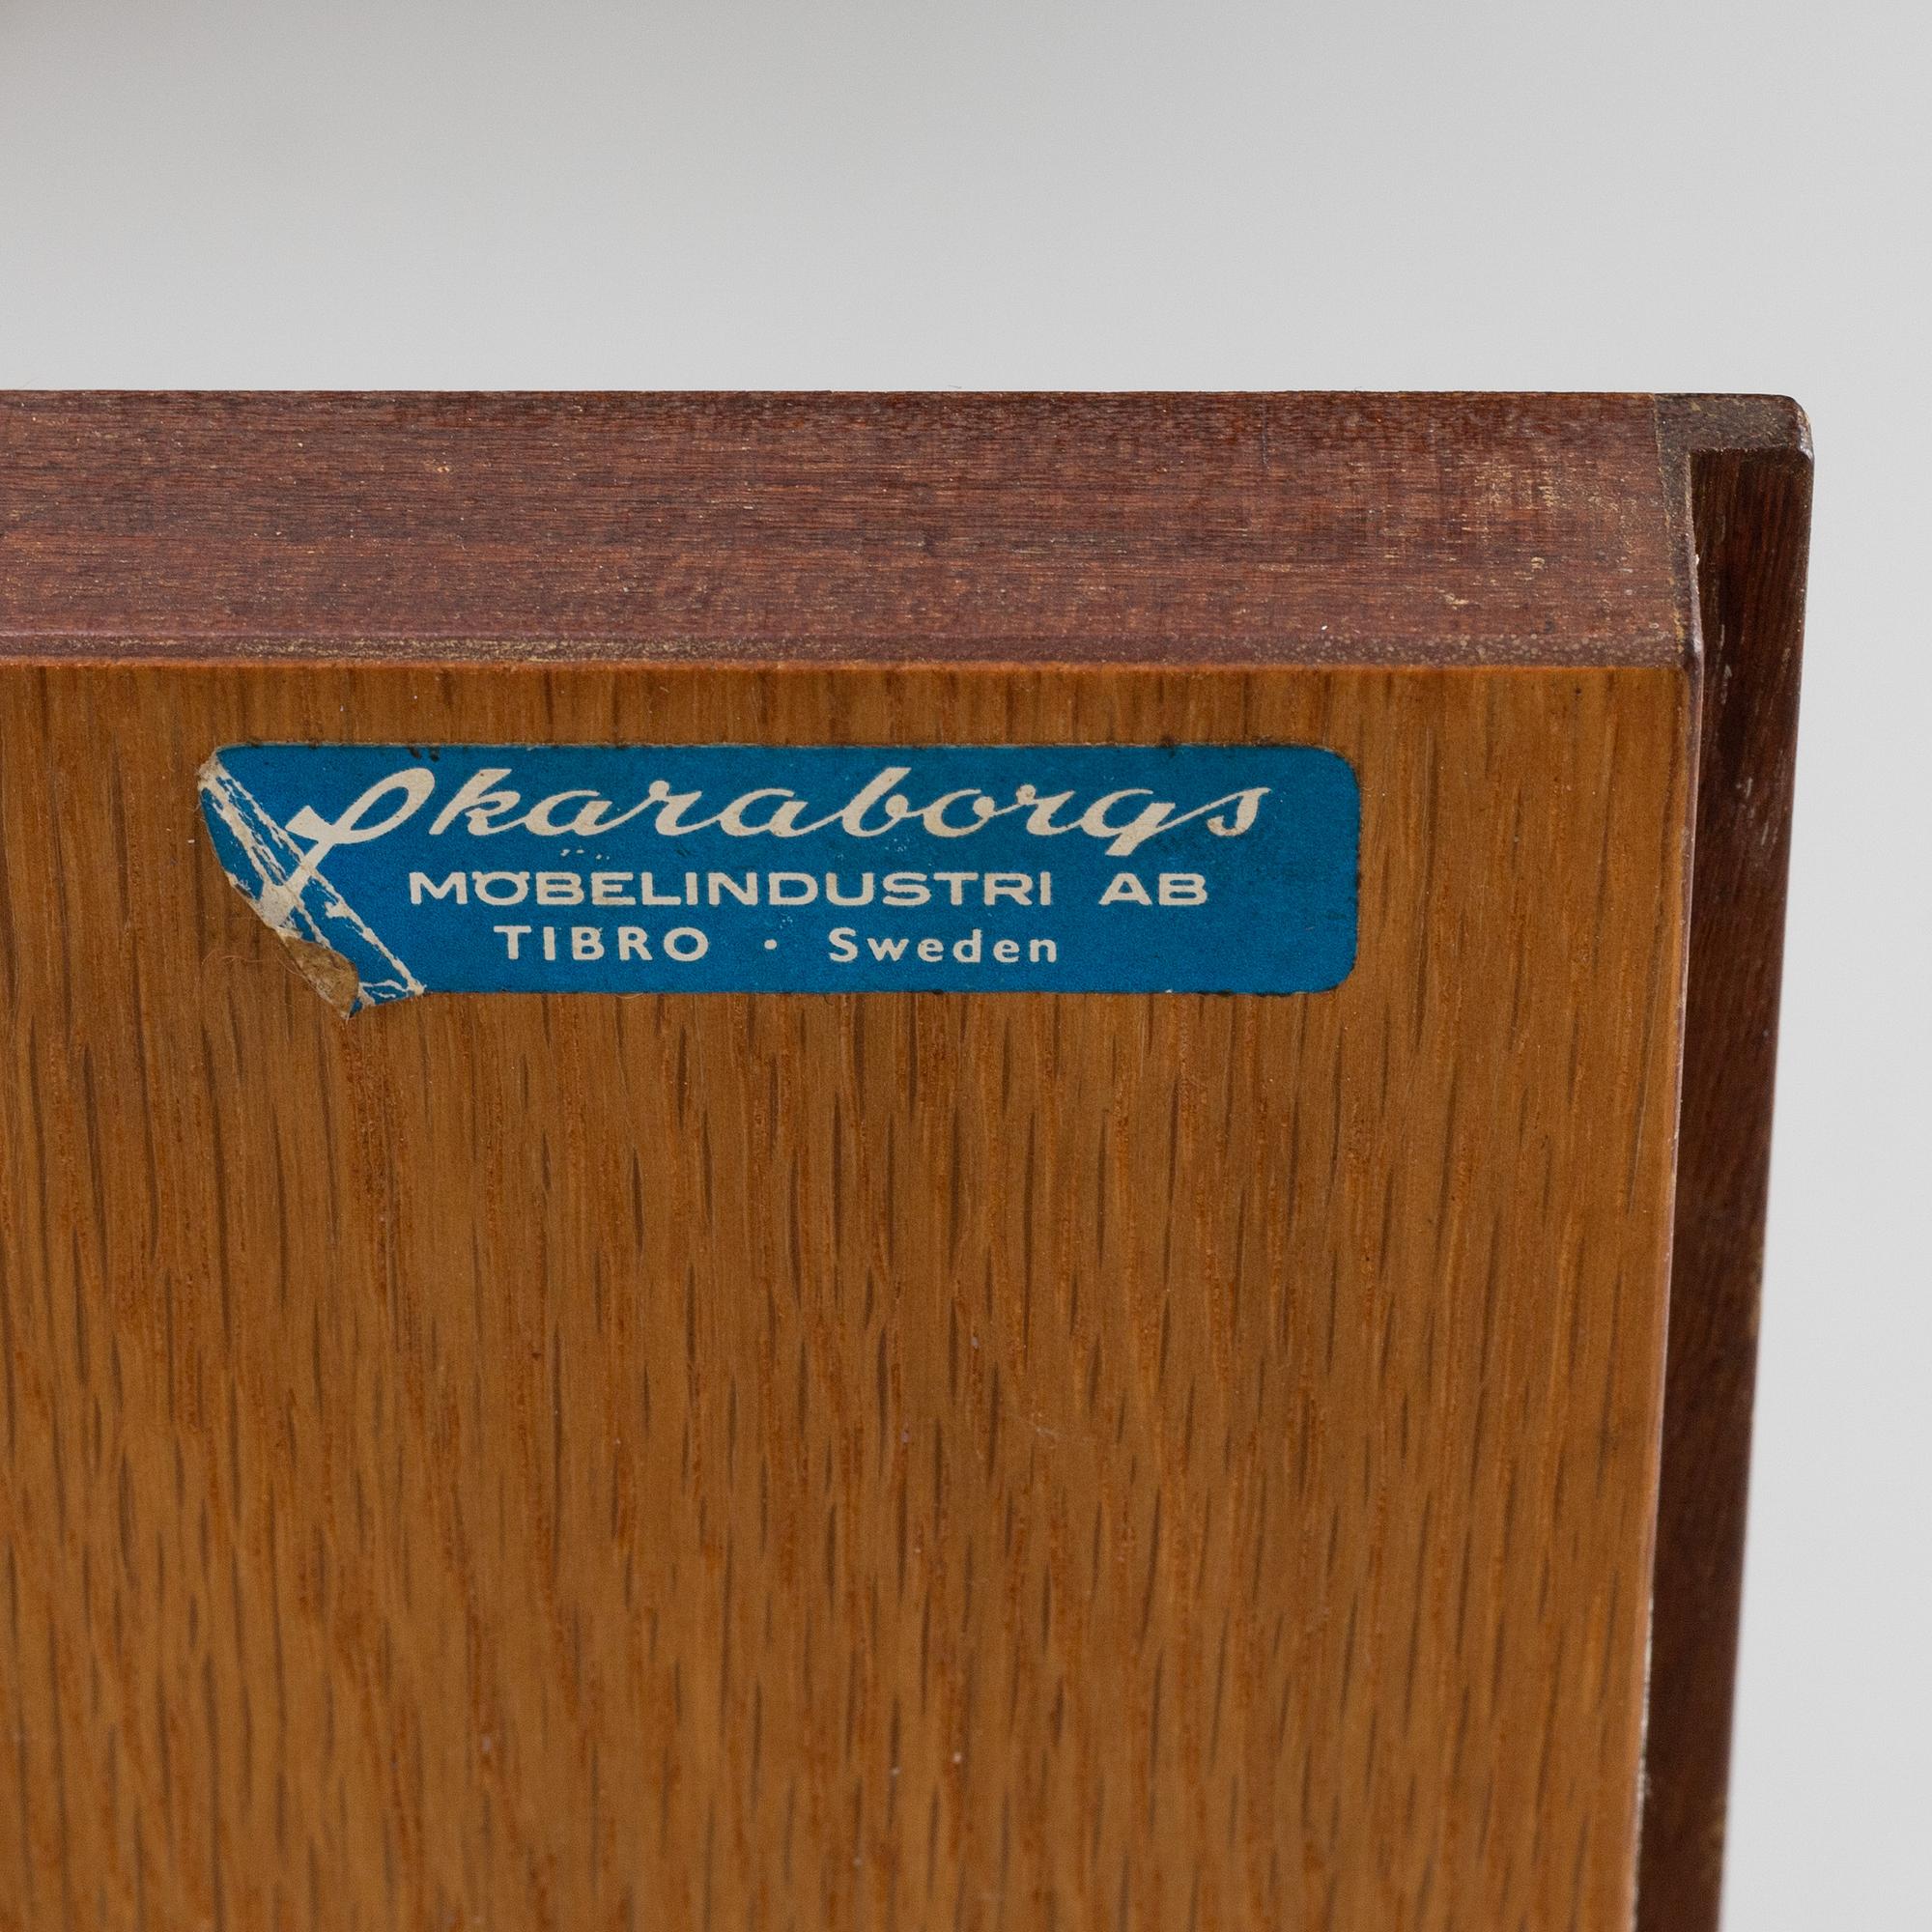 Skaraborgs
MÖBELINDUSTRI AB
TIBRO · Sweden